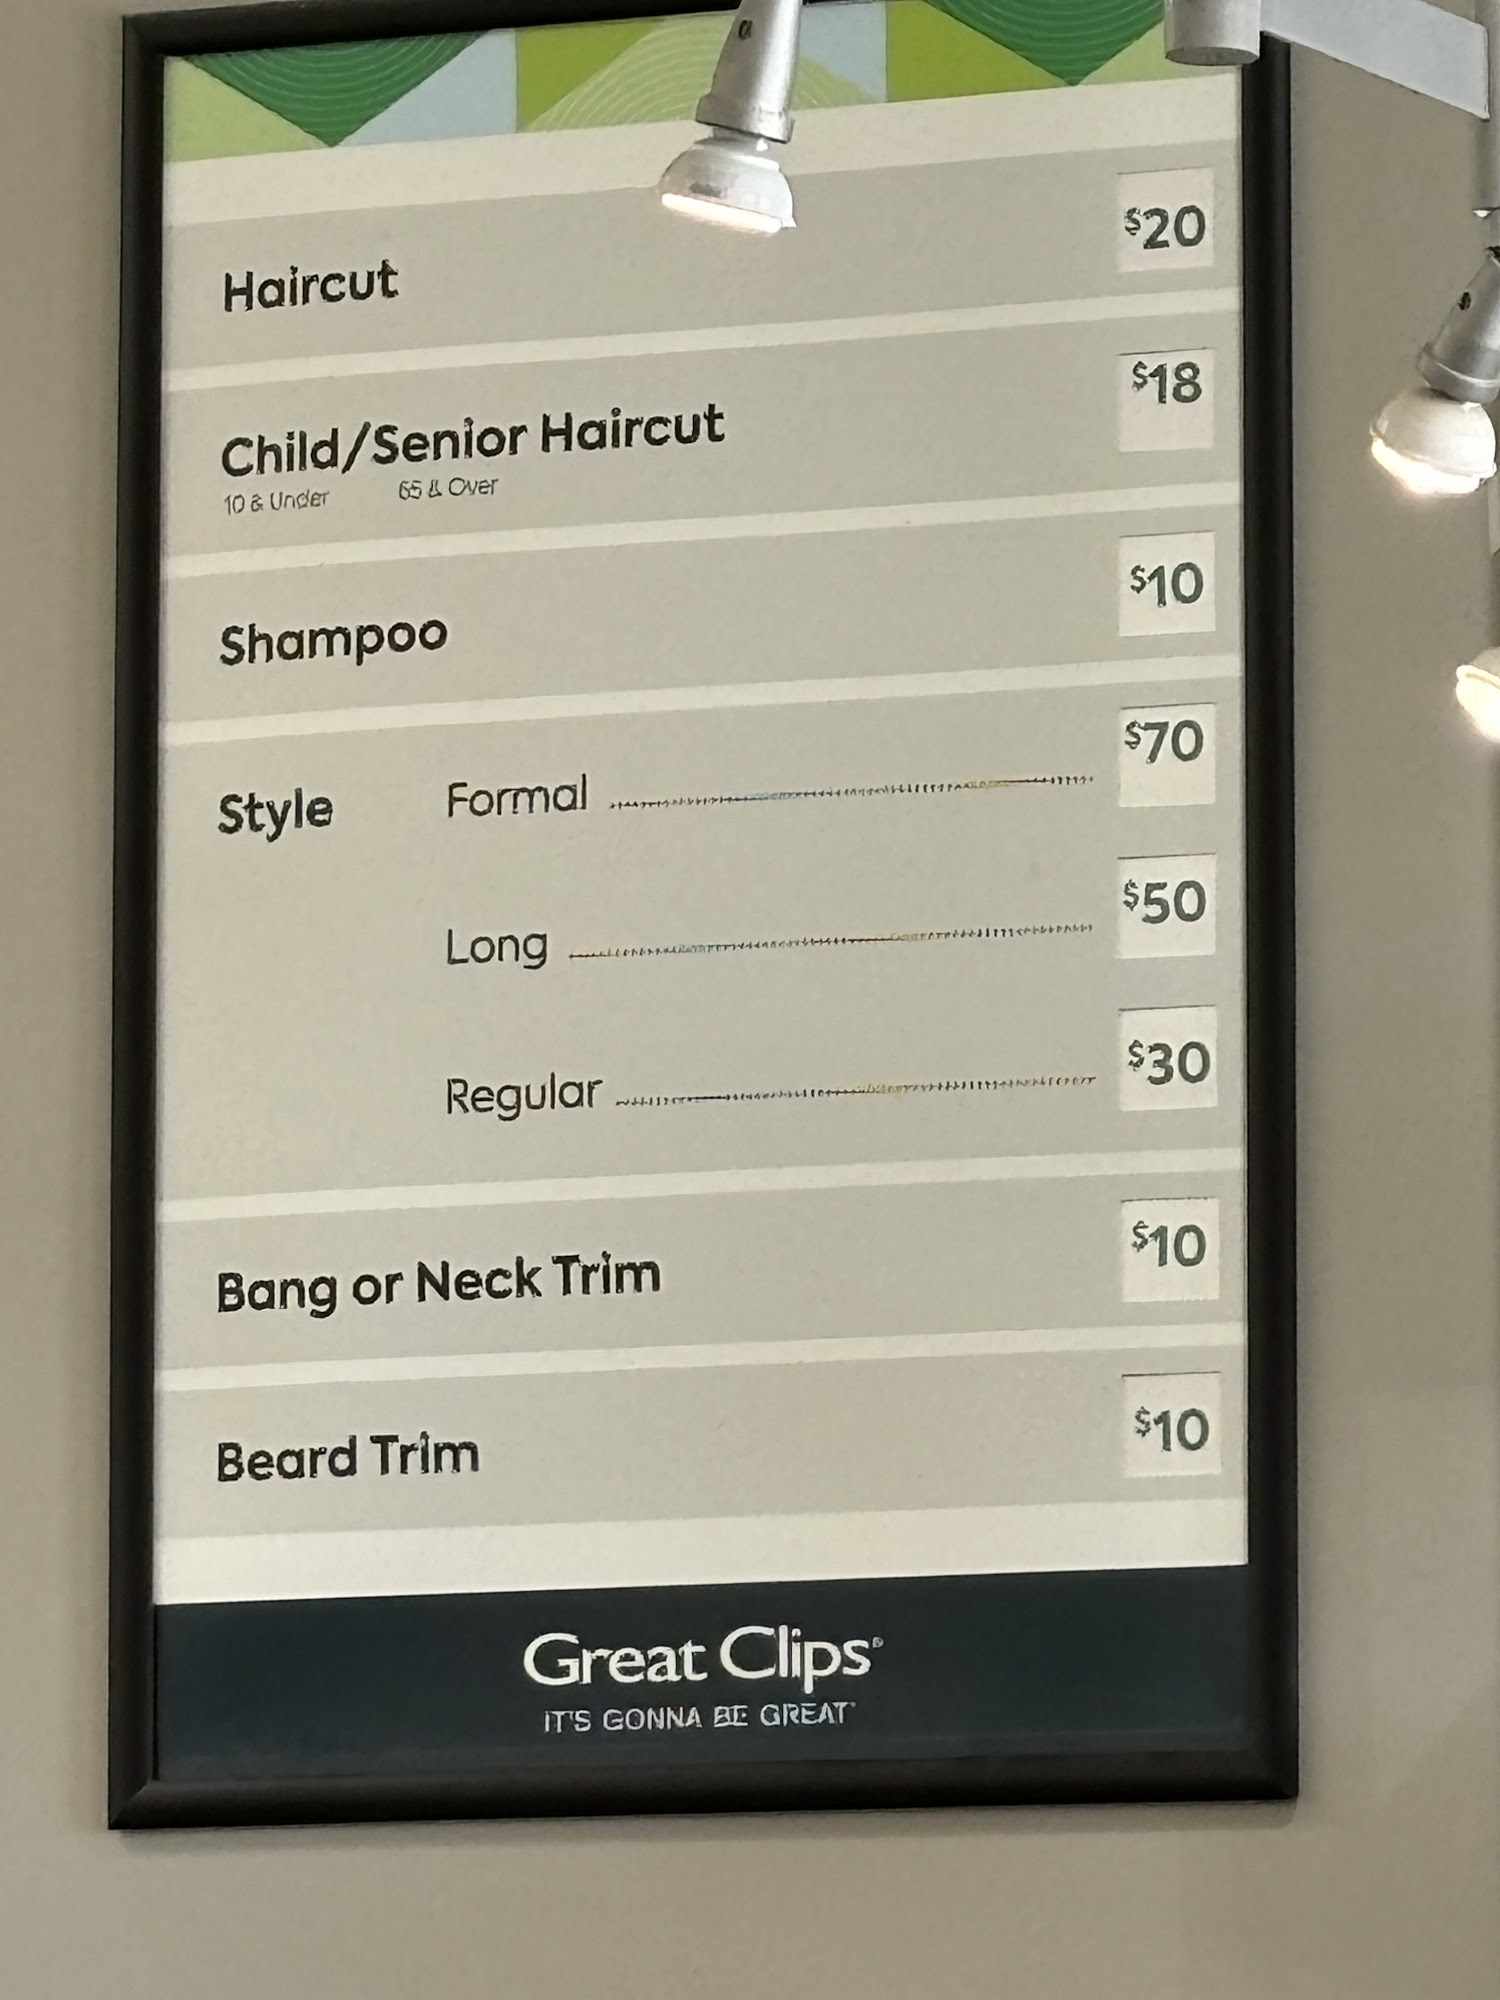 Haircut $20
Child/Senior Haircut $18
10 & Under 65 & Over
Shampoo $10
Style Formal $70
Long $50
Regular $30
Bang or Neck Trim $10
Beard Trim $10
Great Clips®
IT'S GONNA BE GREAT